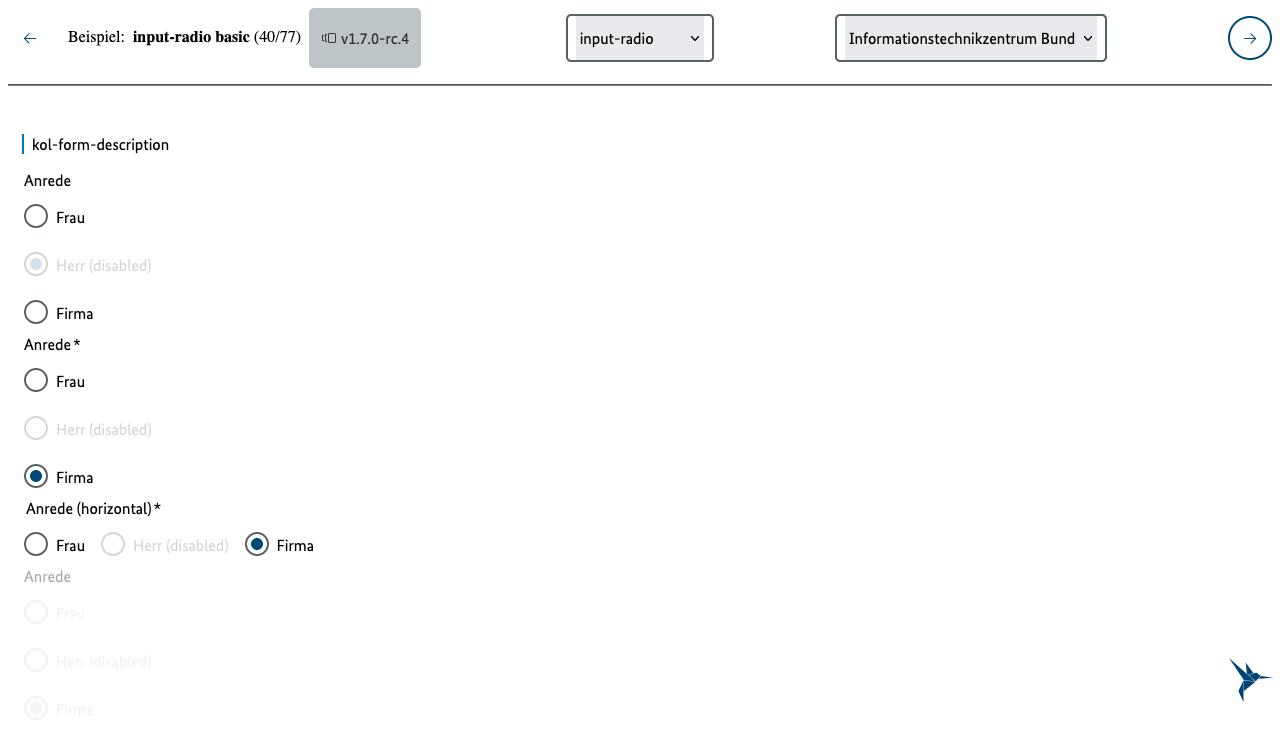 Beispiel: input-radio basic (40/77) v1.7.0-rc.4 input-radio Informationstechnikzentrum Bund
kol-form-description
Anrede
Frau
Herr (disabled)
Firma
Anrede*
Frau
Herr (disabled)
Firma
Anrede (horizontal)*
Frau Herr (disabled) Firma
Anrede
Frau
Herr (disabled)
Firma